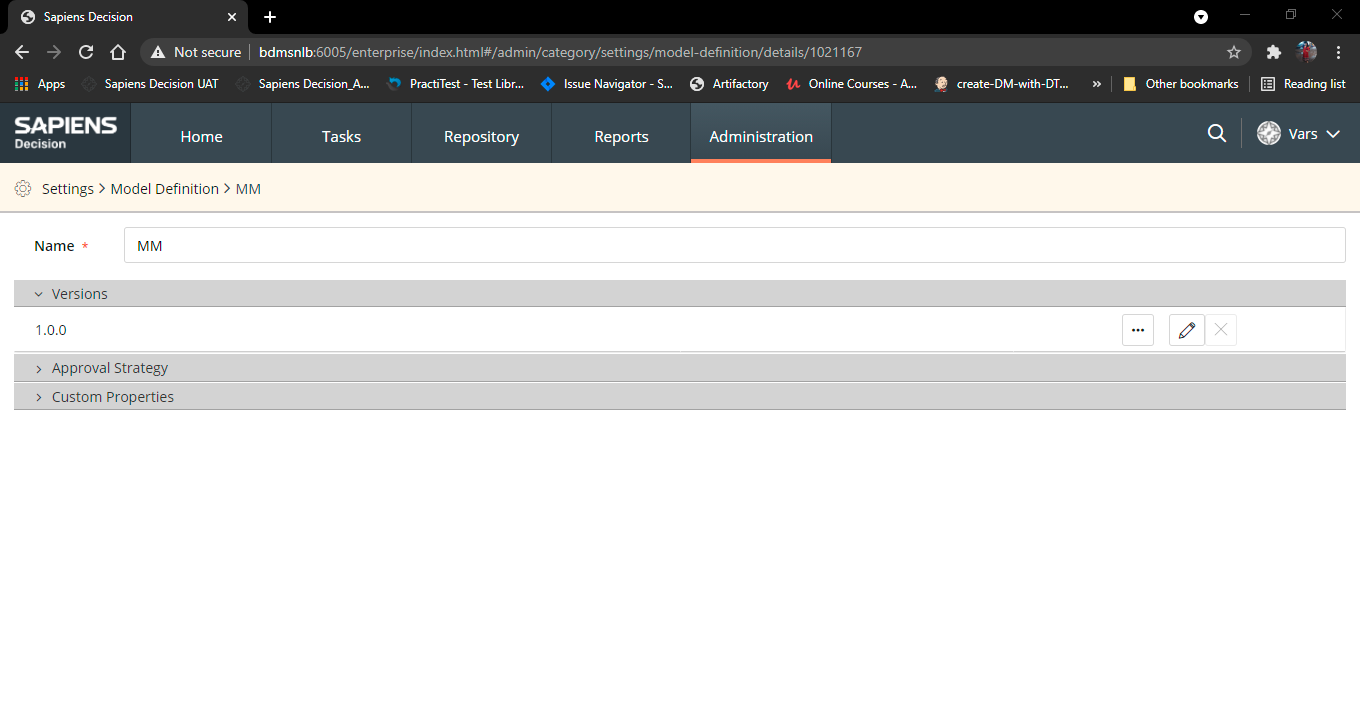 Sapiens Decision
Not secure bdmsnlb:6005/enterprise/index.html#/admin/category/settings/model-definition/details/1021167
Apps Sapiens Decision UAT Sapiens Decision_A... PractiTest - Test Libr... Issue Navigator - S... Artifactory Online Courses - A... create-DM-with-DT... » Other bookmarks Reading list
SAPIENS
Decision
Home Tasks Repository Reports Administration Vars
Settings > Model Definition > MM
Name * MM
Versions
1.0.0
Approval Strategy
Custom Properties